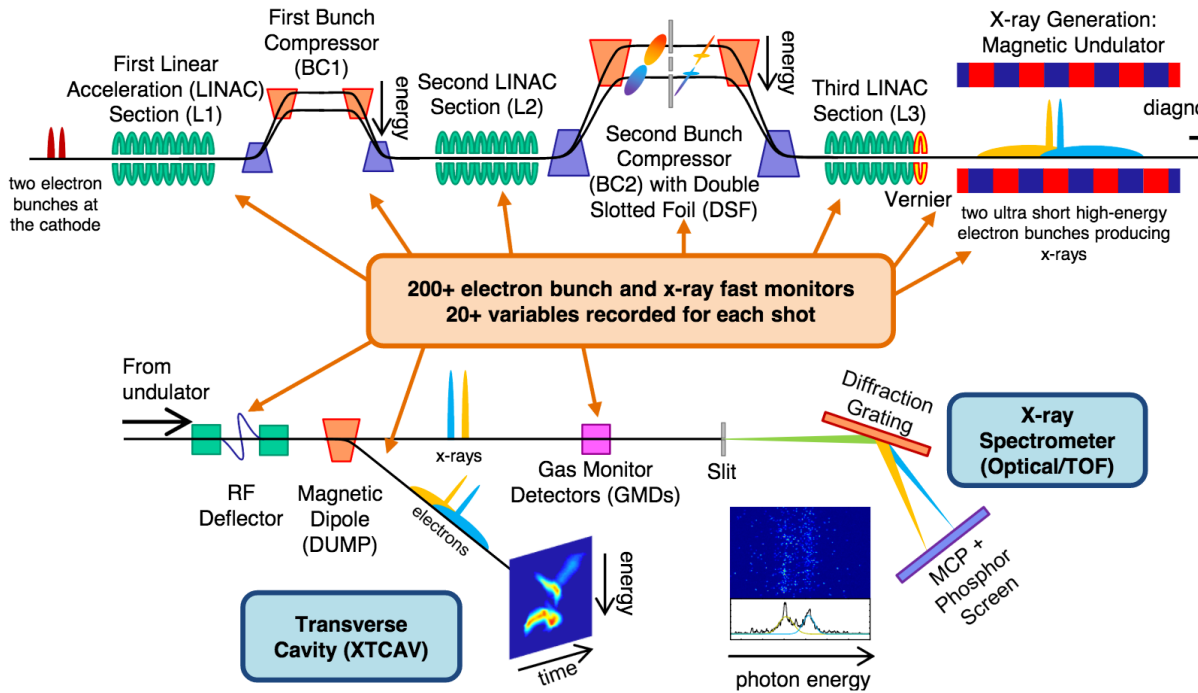 First Linear
Acceleration (LINAC)
Section (L1)
First Bunch
Compressor
(BC1)
energy
Second LINAC
Section (L2)
energy
Third LINAC
Section (L3)
X-ray Generation:
Magnetic Undulator
diagno
two electron
bunches at
the cathode
Second Bunch
Compressor
(BC2) with Double
Slotted Foil (DSF)
Vernier
two ultra short high-energy
electron bunches producing
x-rays
200+ electron bunch and x-ray fast monitors
20+ variables recorded for each shot
From
undulator
RF
Deflector
Magnetic
Dipole
(DUMP)
x-rays
electrons
Gas Monitor
Detectors (GMDs)
Slit
Diffraction
Grating
X-ray
Spectrometer
(Optical/TOF)
MCP +
Phosphor
Screen
Transverse
Cavity (XTCAV)
energy
time
photon energy